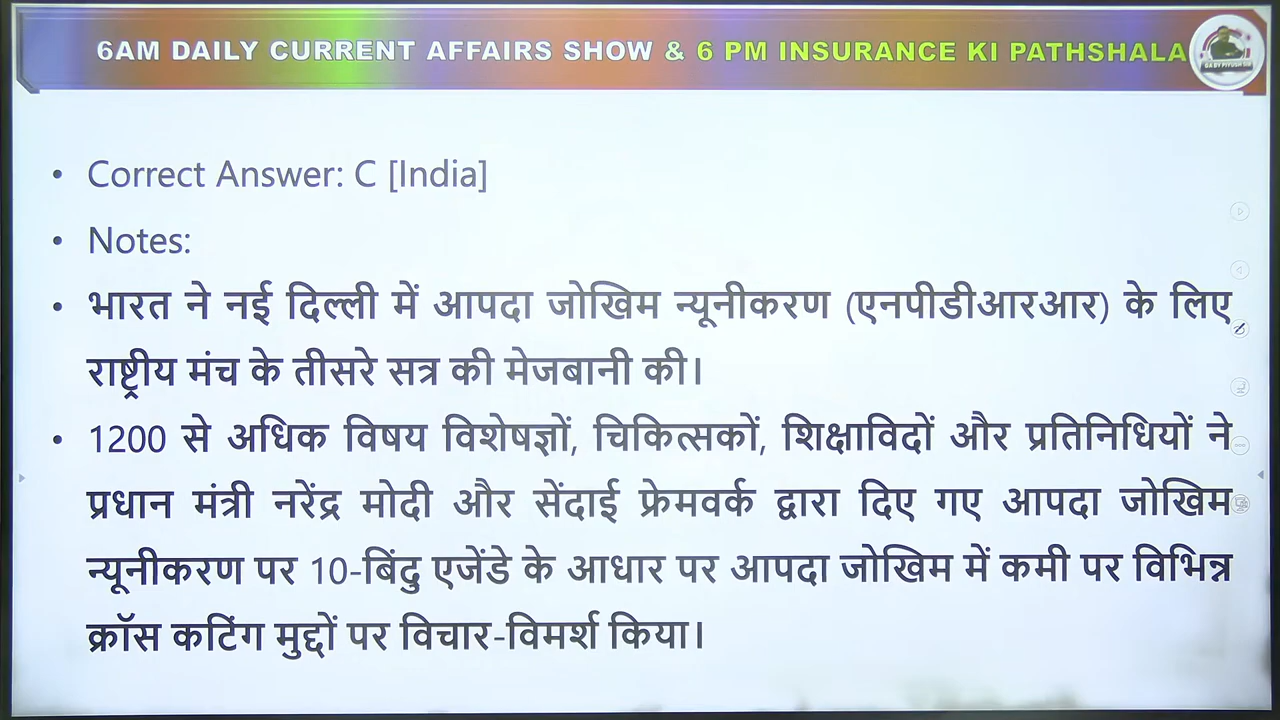 6AM DAILY CURRENT AFFAIRS SHOW & 6 PM INSURANCE KI PATHSHALA
• Correct Answer: C [India]
• Notes:
• भारत ने नई दिल्ली में आपदा जोखिम न्यूनीकरण (एनपीडीआरआर) के लिए
राष्ट्रीय मंच के तीसरे सत्र की मेजबानी की।
• 1200 से अधिक विषय विशेषज्ञों, चिकित्सकों, शिक्षाविदों और प्रतिनिधियों ने
प्रधान मंत्री नरेंद्र मोदी और सेंदाई फ्रेमवर्क द्वारा दिए गए आपदा जोखिम
न्यूनीकरण पर 10-बिंदु एजेंडे के आधार पर आपदा जोखिम में कमी पर विभिन्न
क्रॉस कटिंग मुद्दों पर विचार-विमर्श किया।